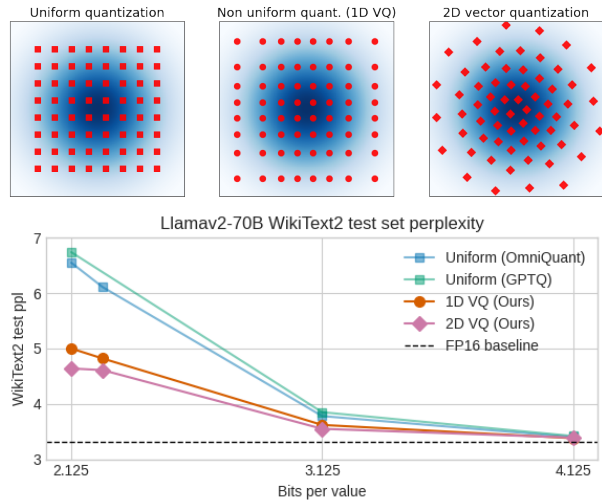 Uniform quantization
Non uniform quant. (1D VQ)
2D vector quantization
Llamav2-70B WikiText2 test set perplexity
WikiText2 test ppl
7
6
5
4
3
Uniform (OmniQuant)
Uniform (GPTQ)
1D VQ (Ours)
2D VQ (Ours)
FP16 baseline
2.125
3.125
4.125
Bits per value